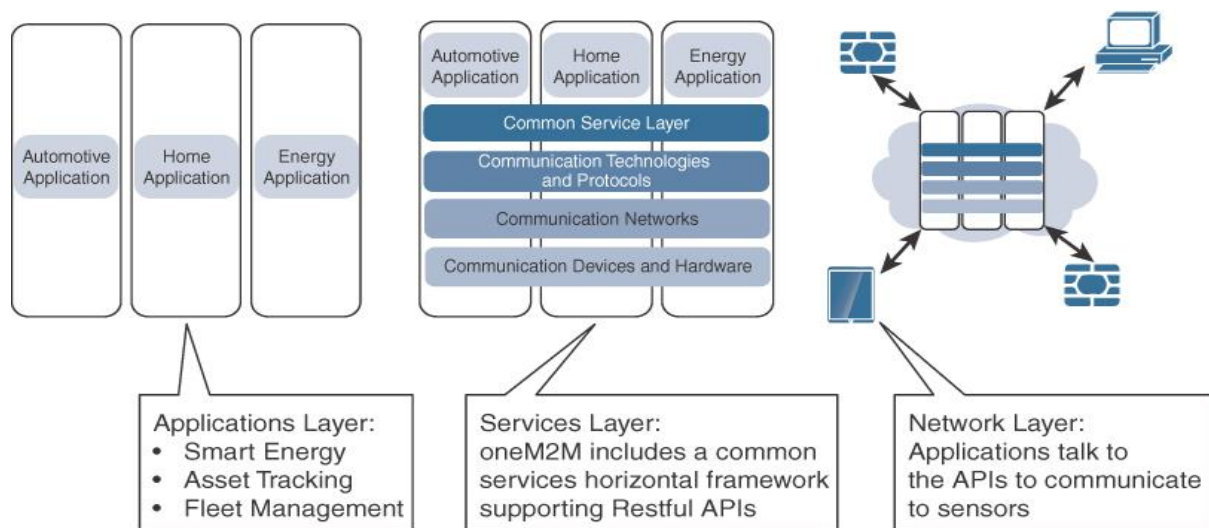 Automotive
Application
Home
Application
Energy
Application
Automotive
Application
Home
Application
Energy
Application
Common Service Layer
Communication Technologies
and Protocols
Communication Networks
Communication Devices and Hardware
Applications Layer:
• Smart Energy
• Asset Tracking
• Fleet Management
Services Layer:
oneM2M includes a common
services horizontal framework
supporting Restful APIs
Network Layer:
Applications talk to
the APIs to communicate
to sensors